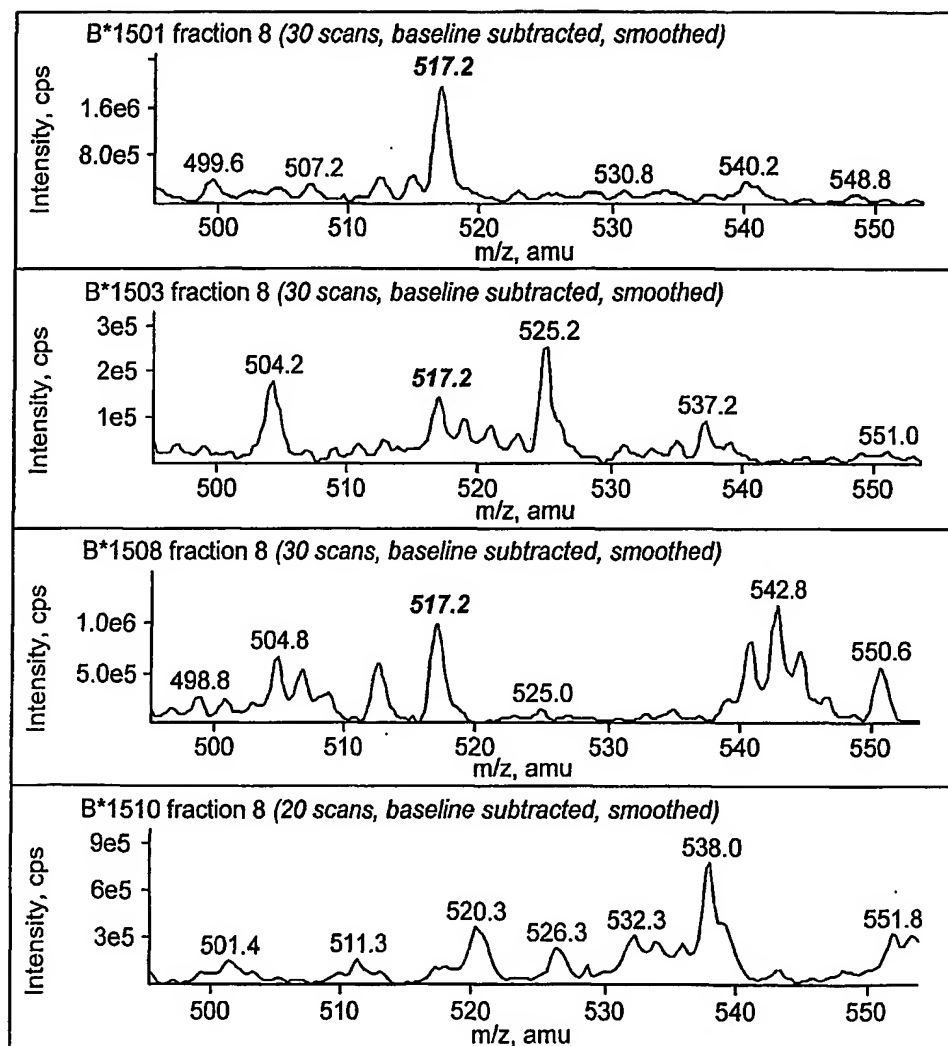 B*1501 fraction 8 (30 scans, baseline subtracted, smoothed)
517.2
Intensity, cps
1.6e6
8.0e5
499.6 507.2 530.8 540.2 548.8
500 510 520 530 540 550
m/z, amu
B*1503 fraction 8 (30 scans, baseline subtracted, smoothed)
Intensity, cps
3e5
2e5
1e5
504.2 517.2 525.2 537.2 551.0
500 510 520 530 540 550
m/z, amu
B*1508 fraction 8 (30 scans, baseline subtracted, smoothed)
Intensity, cps
1.0e6
5.0e5
498.8 504.8 517.2 525.0 542.8 550.6
500 510 520 530 540 550
m/z, amu
B*1510 fraction 8 (20 scans, baseline subtracted, smoothed)
Intensity, cps
9e5
6e5
3e5
501.4 511.3 520.3 526.3 532.3 538.0 551.8
500 510 520 530 540 550
m/z, amu